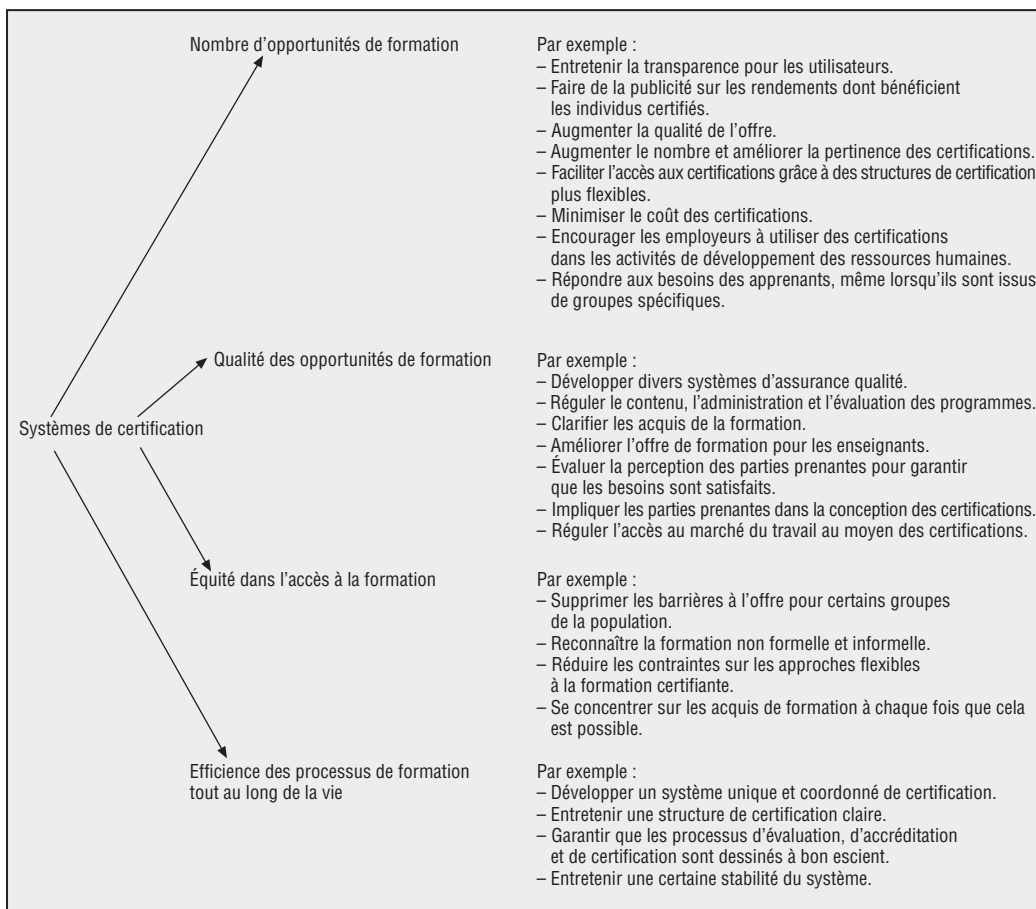 Nombre d'opportunités de formation
Par exemple :
– Entretenir la transparence pour les utilisateurs.
– Faire de la publicité sur les rendements dont bénéficient
les individus certifiés.
– Augmenter la qualité de l'offre.
– Augmenter le nombre et améliorer la pertinence des certifications.
– Faciliter l'accès aux certifications grâce à des structures de certification
plus flexibles.
– Minimiser le coût des certifications.
– Encourager les employeurs à utiliser des certifications
dans les activités de développement des ressources humaines.
– Répondre aux besoins des apprenants, même lorsqu'ils sont issus
de groupes spécifiques.
Qualité des opportunités de formation
Par exemple :
– Développer divers systèmes d'assurance qualité.
– Réguler le contenu, l'administration et l'évaluation des programmes.
Systèmes de certification
– Clarifier les acquis de la formation.
– Améliorer l'offre de formation pour les enseignants.
– Évaluer la perception des parties prenantes pour garantir
que les besoins sont satisfaits.
– Impliquer les parties prenantes dans la conception des certifications.
– Réguler l'accès au marché du travail au moyen des certifications.
Équité dans l'accès à la formation
Par exemple :
– Supprimer les barrières à l'offre pour certains groupes
de la population.
– Reconnaître la formation non formelle et informelle.
– Réduire les contraintes sur les approches flexibles
à la formation certifiante.
– Se concentrer sur les acquis de formation à chaque fois que cela
est possible.
Efficience des processus de formation
tout au long de la vie
Par exemple :
– Développer un système unique et coordonné de certification.
– Entretenir une structure de certification claire.
– Garantir que les processus d'évaluation, d'accréditation
et de certification sont dessinés à bon escient.
– Entretenir une certaine stabilité du système.